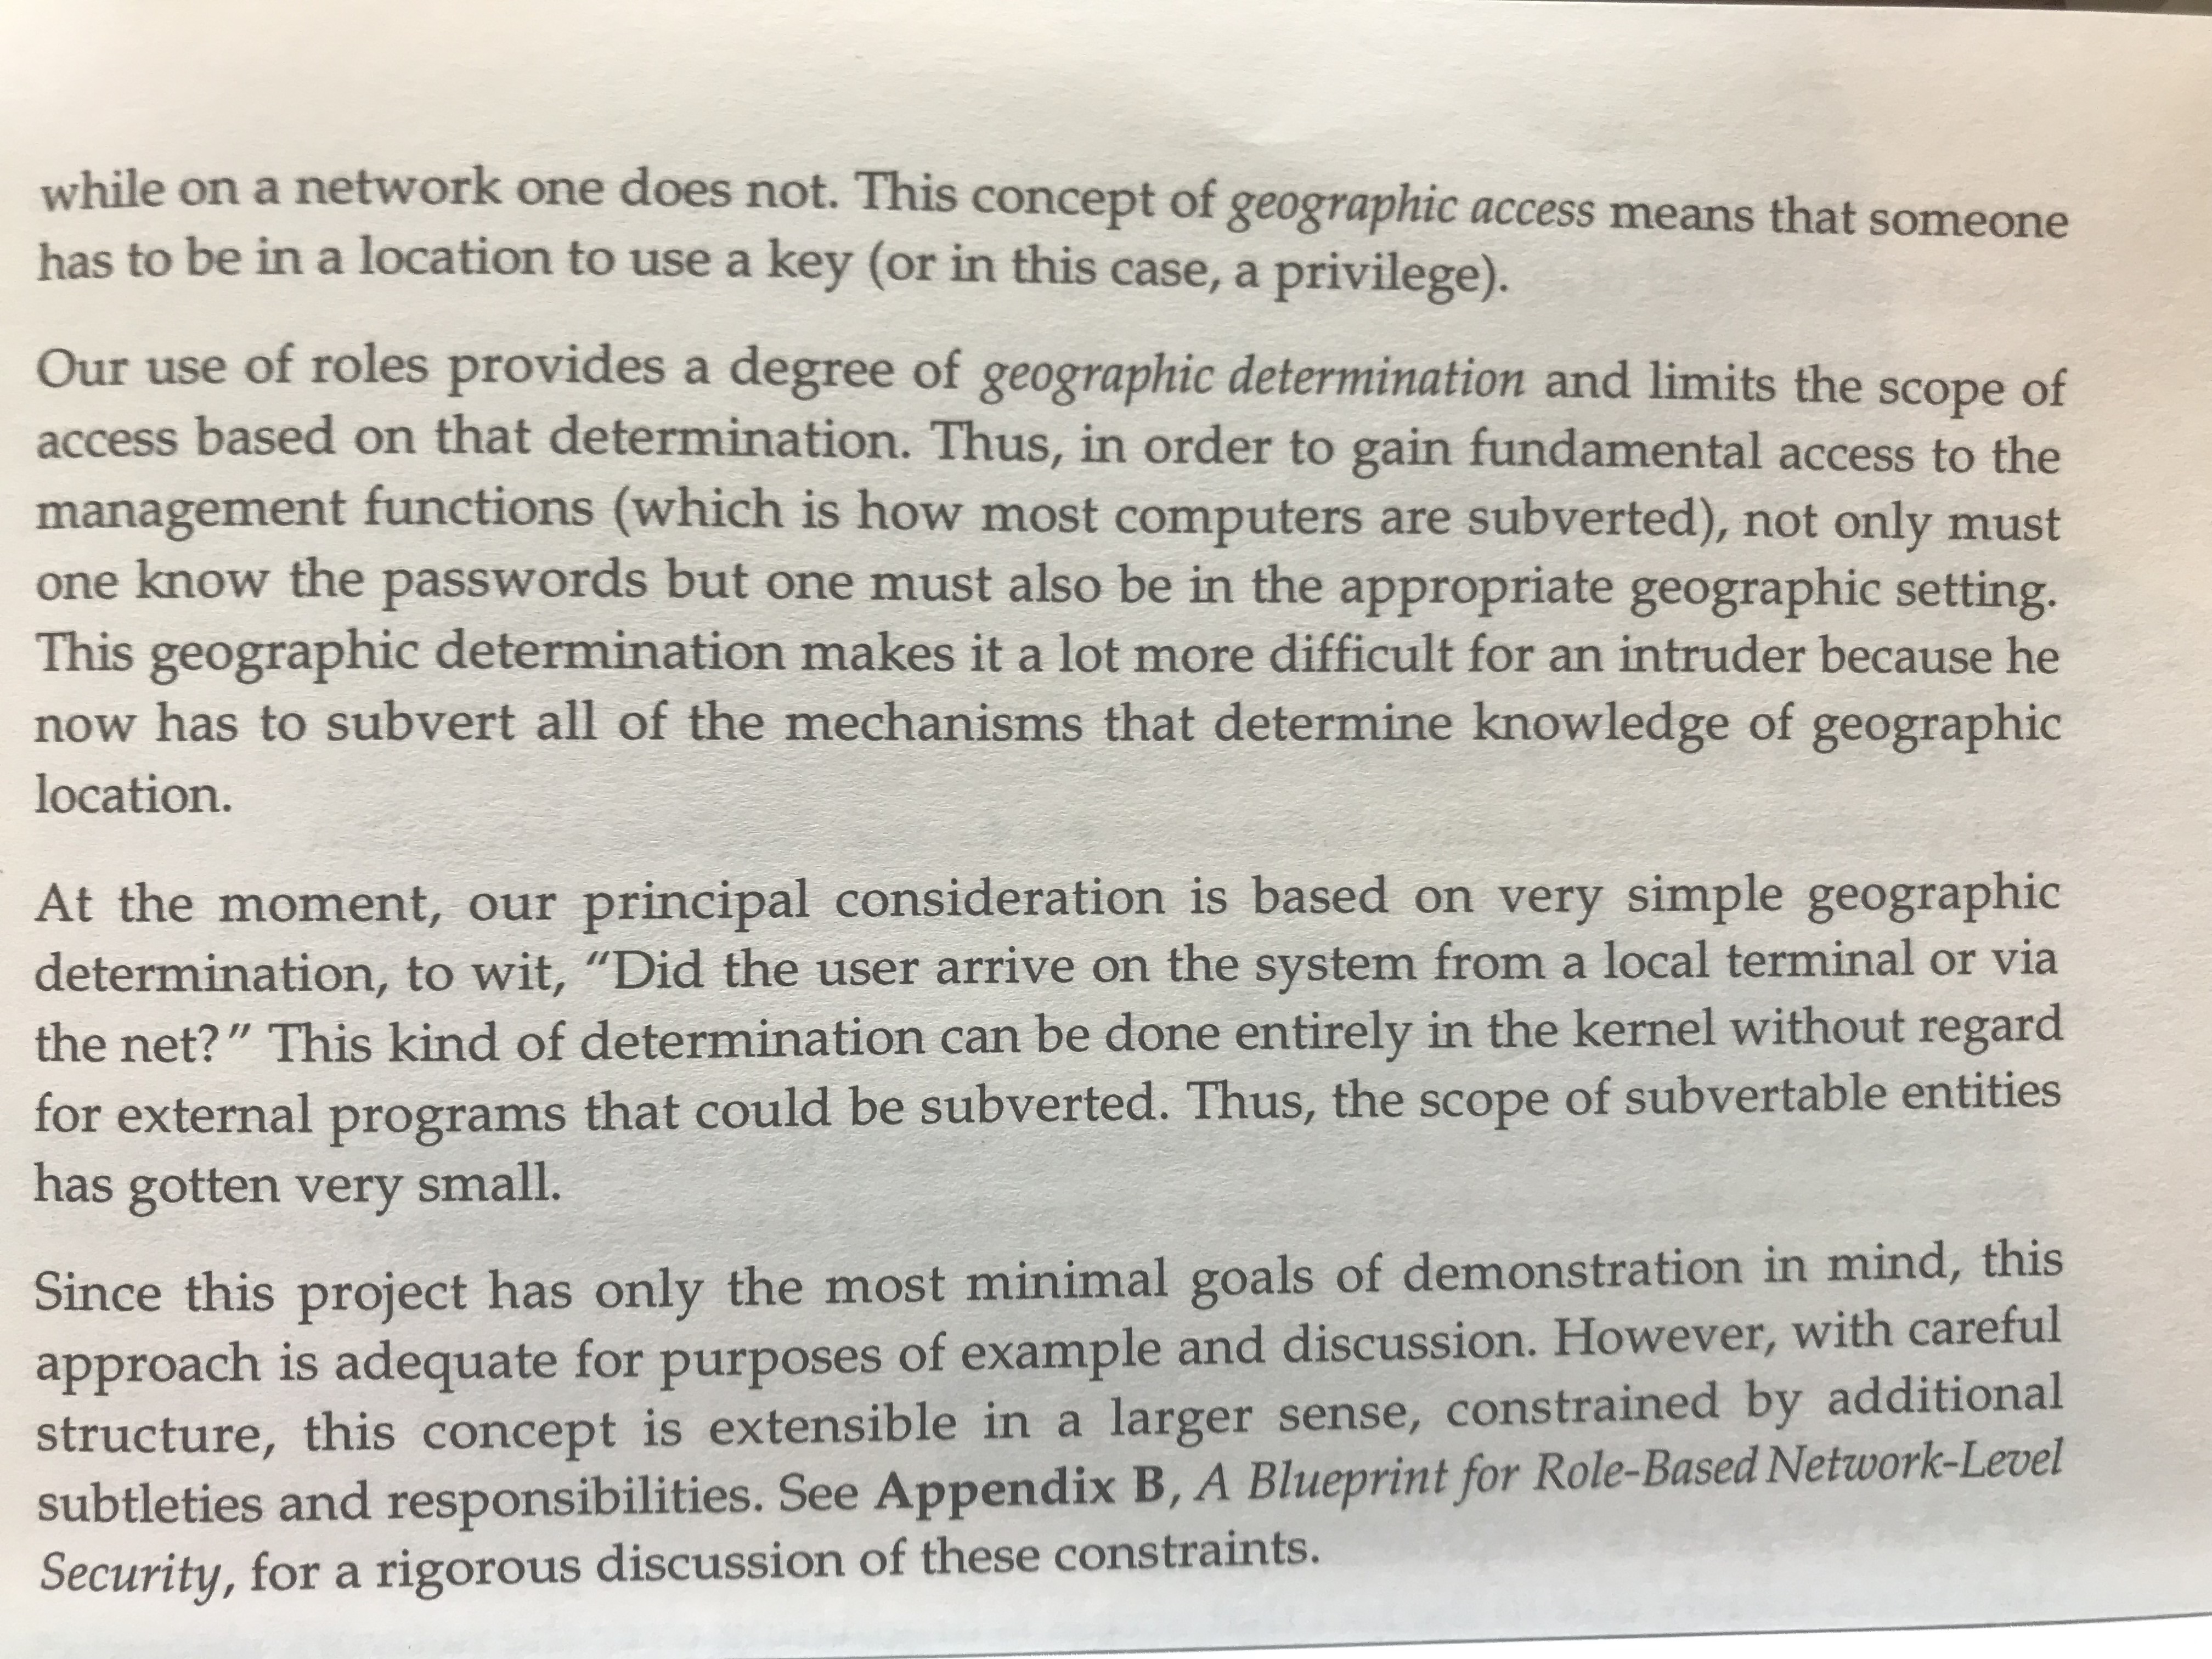 while on a network one does not. This concept of geographic access means that someone
has to be in a location to use a key (or in this case, a privilege).
Our use of roles provides a degree of geographic determination and limits the scope of
access based on that determination. Thus, in order to gain fundamental access to the
management functions (which is how most computers are subverted), not only must
one know the passwords but one must also be in the appropriate geographic setting.
This geographic determination makes it a lot more difficult for an intruder because he
now has to subvert all of the mechanisms that determine knowledge of geographic
location.
At the moment, our principal consideration is based on very simple geographic
determination, to wit, "Did the user arrive on the system from a local terminal or via
the net?" This kind of determination can be done entirely in the kernel without regard
for external programs that could be subverted. Thus, the scope of subvertable entities
has gotten very small.
Since this project has only the most minimal goals of demonstration in mind, this
approach is adequate for purposes of example and discussion. However, with careful
structure, this concept is extensible in a larger sense, constrained by additional
subtleties and responsibilities. See Appendix B, A Blueprint for Role-Based Network-Level
Security, for a rigorous discussion of these constraints.